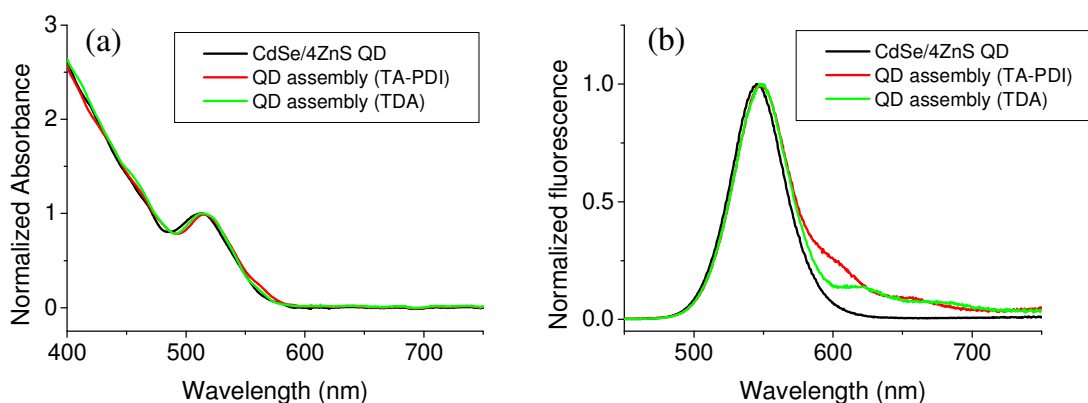 (a)
CdSe/4ZnS QD
QD assembly (TA-PDI)
QD assembly (TDA)
Normalized Absorbance
3
2
1
0
400
500
600
700
Wavelength (nm)
(b)
CdSe/4ZnS QD
QD assembly (TA-PDI)
QD assembly (TDA)
Normalized fluorescence
1.0
0.5
0.0
500
600
700
Wavelength (nm)